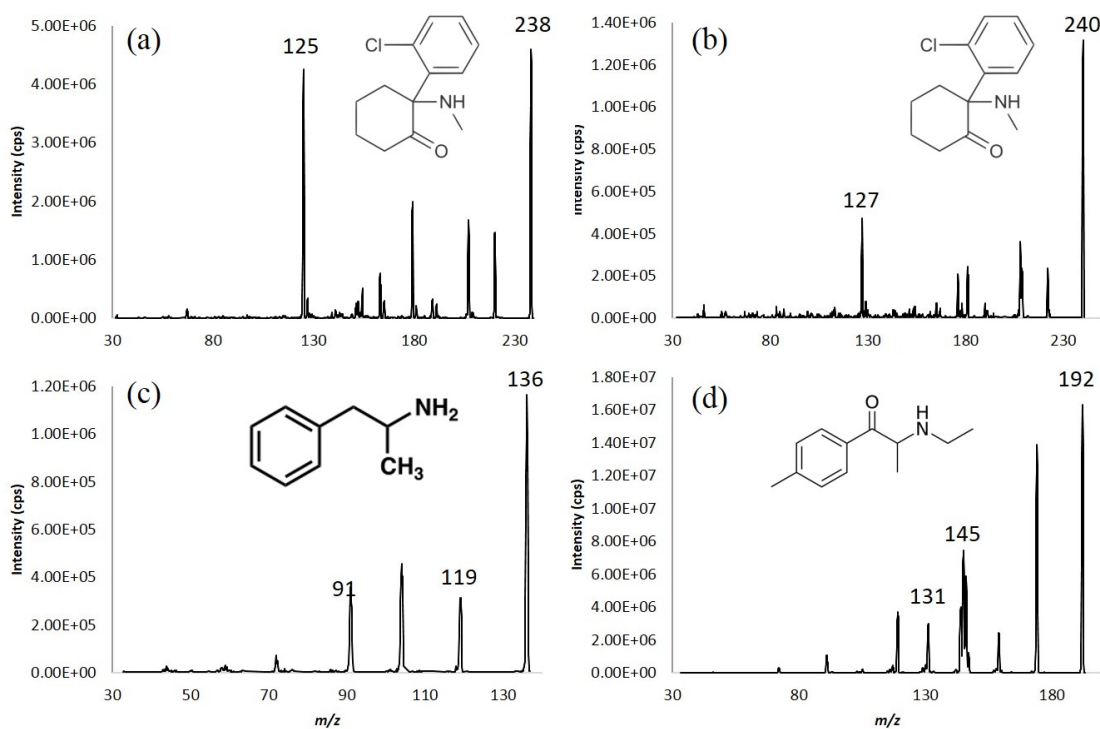 (a)
5.00E+06
4.00E+06
3.00E+06
2.00E+06
1.00E+06
0.00E+00
Intensity (cps)
125
238
Cl
NH
O
30 80 130 180 230
(b)
1.40E+06
1.20E+06
1.00E+06
8.00E+05
6.00E+05
4.00E+05
2.00E+05
0.00E+00
Intensity (cps)
127
240
Cl
NH
O
30 80 130 180 230
(c)
1.20E+06
1.00E+06
8.00E+05
6.00E+05
4.00E+05
2.00E+05
0.00E+00
Intensity (cps)
91
119
136
NH2
CH3
30 50 70 90 110 130
m/z
(d)
1.80E+07
1.60E+07
1.40E+07
1.20E+07
1.00E+07
8.00E+06
6.00E+06
4.00E+06
2.00E+06
0.00E+00
Intensity (cps)
131
145
192
O
H
N
30 80 130 180
m/z